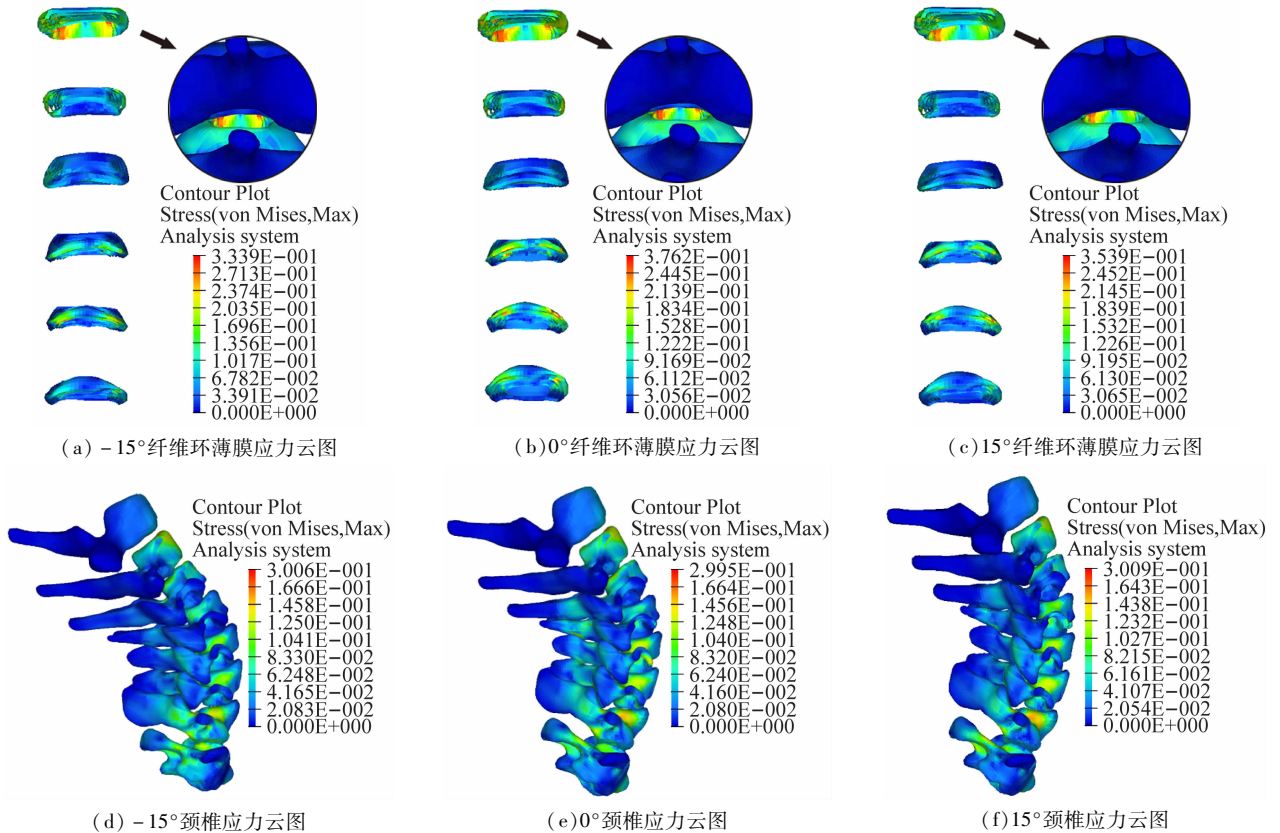 Contour Plot
Stress(von Mises,Max)
Analysis system
3.339E−001
2.713E−001
2.374E−001
2.035E−001
1.696E−001
1.356E−001
1.017E−001
6.782E−002
3.391E−002
0.000E+000
(a) −15°纤维环薄膜应力云图
Contour Plot
Stress(von Mises,Max)
Analysis system
3.762E−001
2.445E−001
2.139E−001
1.834E−001
1.528E−001
1.222E−001
9.169E−002
6.112E−002
3.056E−002
0.000E+000
(b)0°纤维环薄膜应力云图
Contour Plot
Stress(von Mises,Max)
Analysis system
3.539E−001
2.452E−001
2.145E−001
1.839E−001
1.532E−001
1.226E−001
9.195E−002
6.130E−002
3.065E−002
0.000E+000
(c)15°纤维环薄膜应力云图
Contour Plot
Stress(von Mises,Max)
Analysis system
3.006E−001
1.666E−001
1.458E−001
1.250E−001
1.041E−001
8.330E−002
6.248E−002
4.165E−002
2.083E−002
0.000E+000
(d) −15°颈椎应力云图
Contour Plot
Stress(von Mises,Max)
Analysis system
2.995E−001
1.664E−001
1.456E−001
1.248E−001
1.040E−001
8.320E−002
6.240E−002
4.160E−002
2.080E−002
0.000E+000
(e)0°颈椎应力云图
Contour Plot
Stress(von Mises,Max)
Analysis system
3.009E−001
1.643E−001
1.438E−001
1.232E−001
1.027E−001
8.215E−002
6.161E−002
4.107E−002
2.054E−002
0.000E+000
(f)15°颈椎应力云图